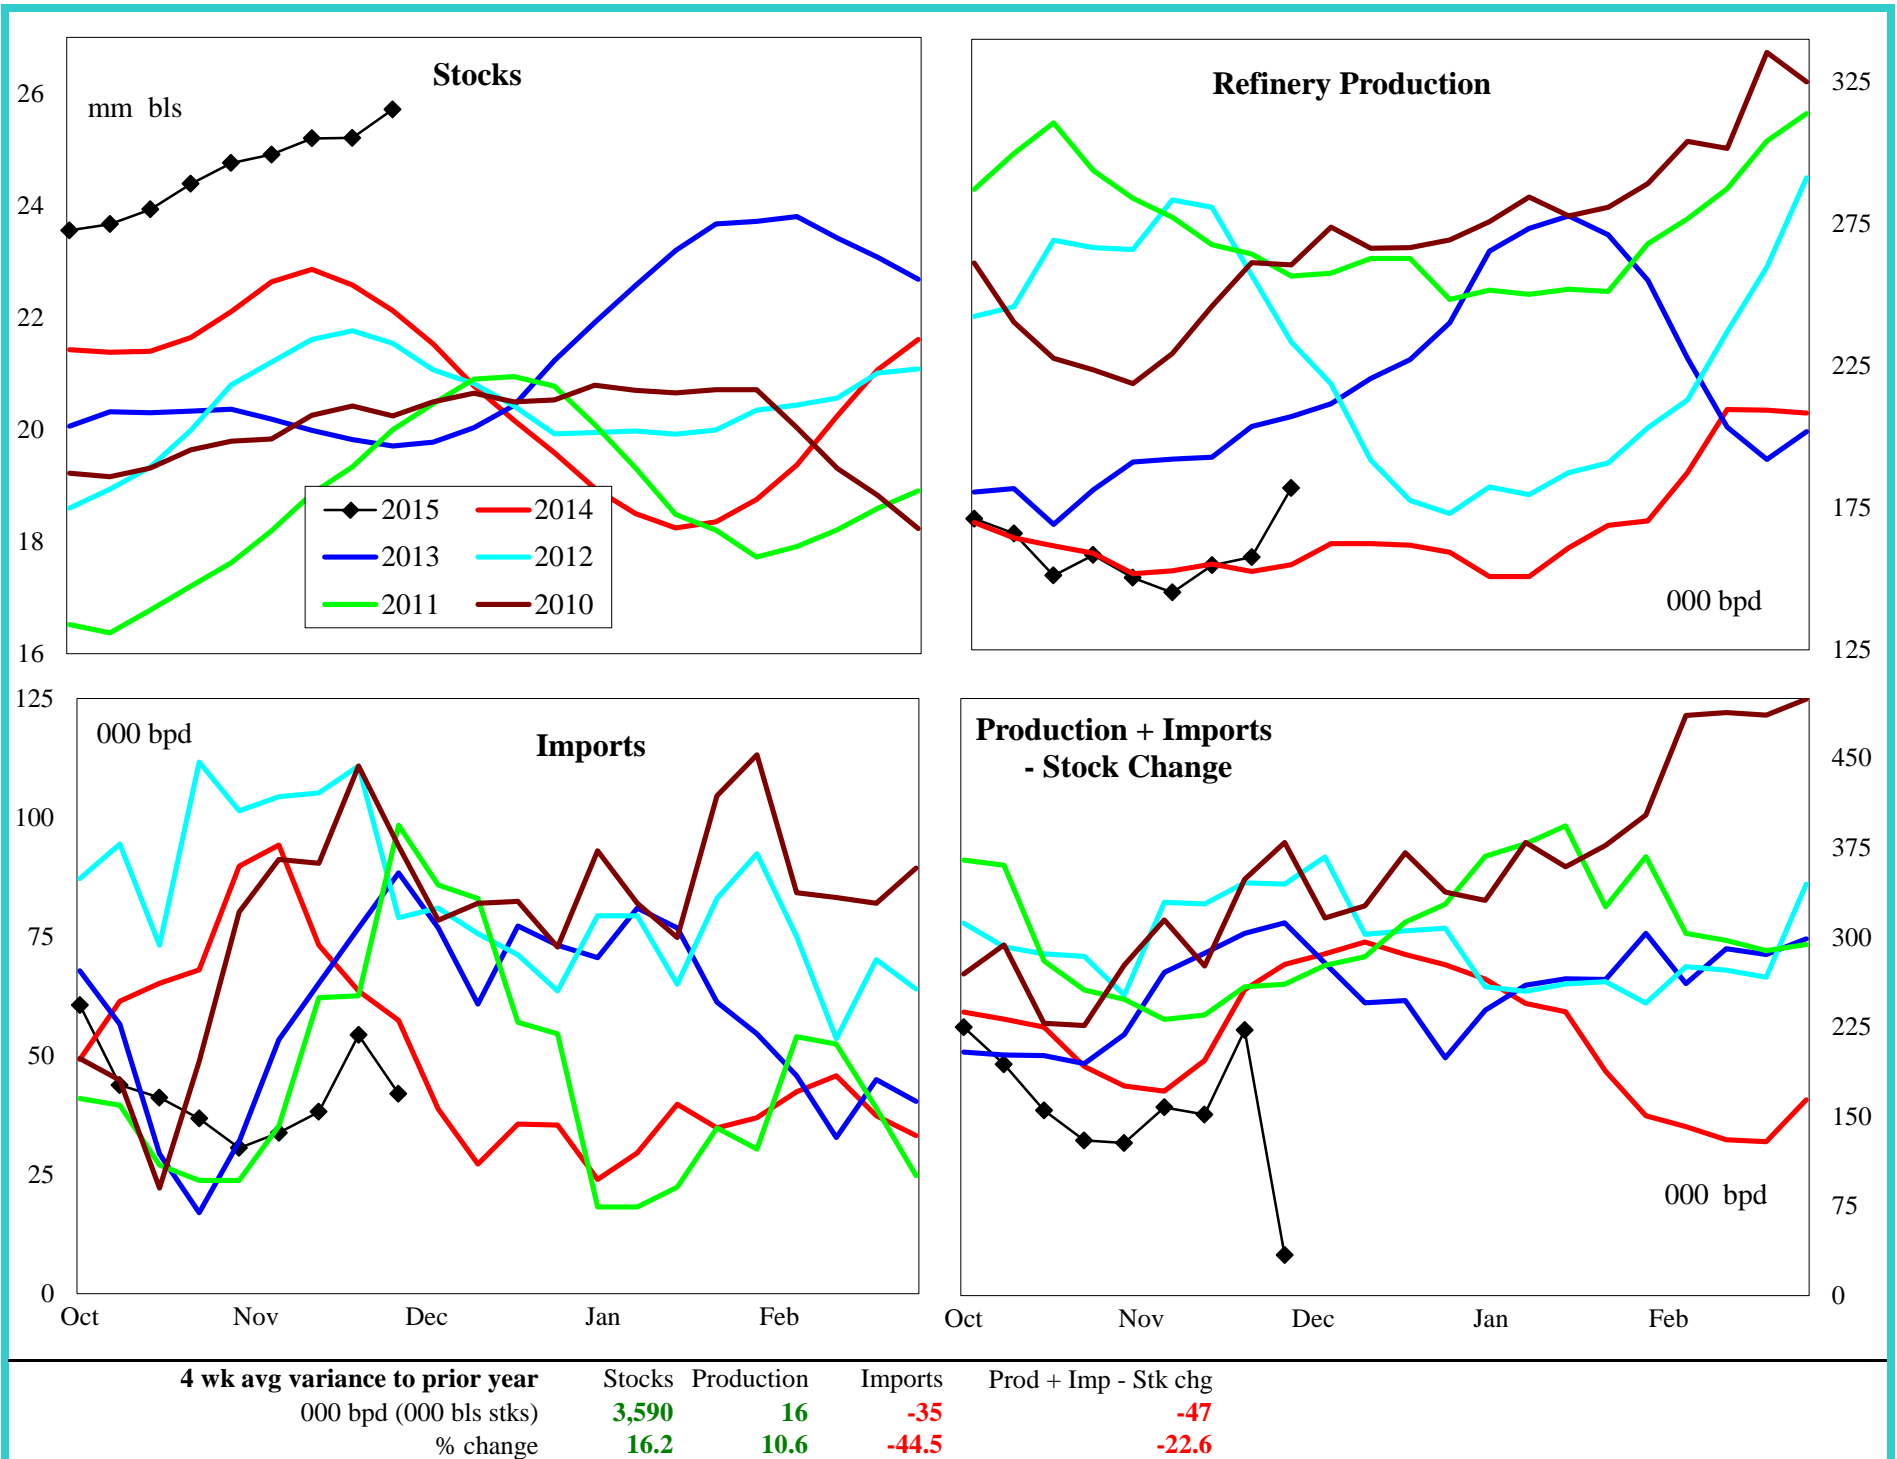 Stocks
mm bls
26
24
22
20
18
16
2015
2014
2013
2012
2011
2010
Refinery Production
000 bpd
325
275
225
175
125
Imports
000 bpd
125
100
75
50
25
0
Oct Nov Dec Jan Feb
Production + Imports
- Stock Change
000 bpd
450
375
300
225
150
75
0
Oct Nov Dec Jan Feb
4 wk avg variance to prior year Stocks Production Imports Prod + Imp - Stk chg
000 bpd (000 bls stks) 3,590 16 -35 -47
% change 16.2 10.6 -44.5 -22.6